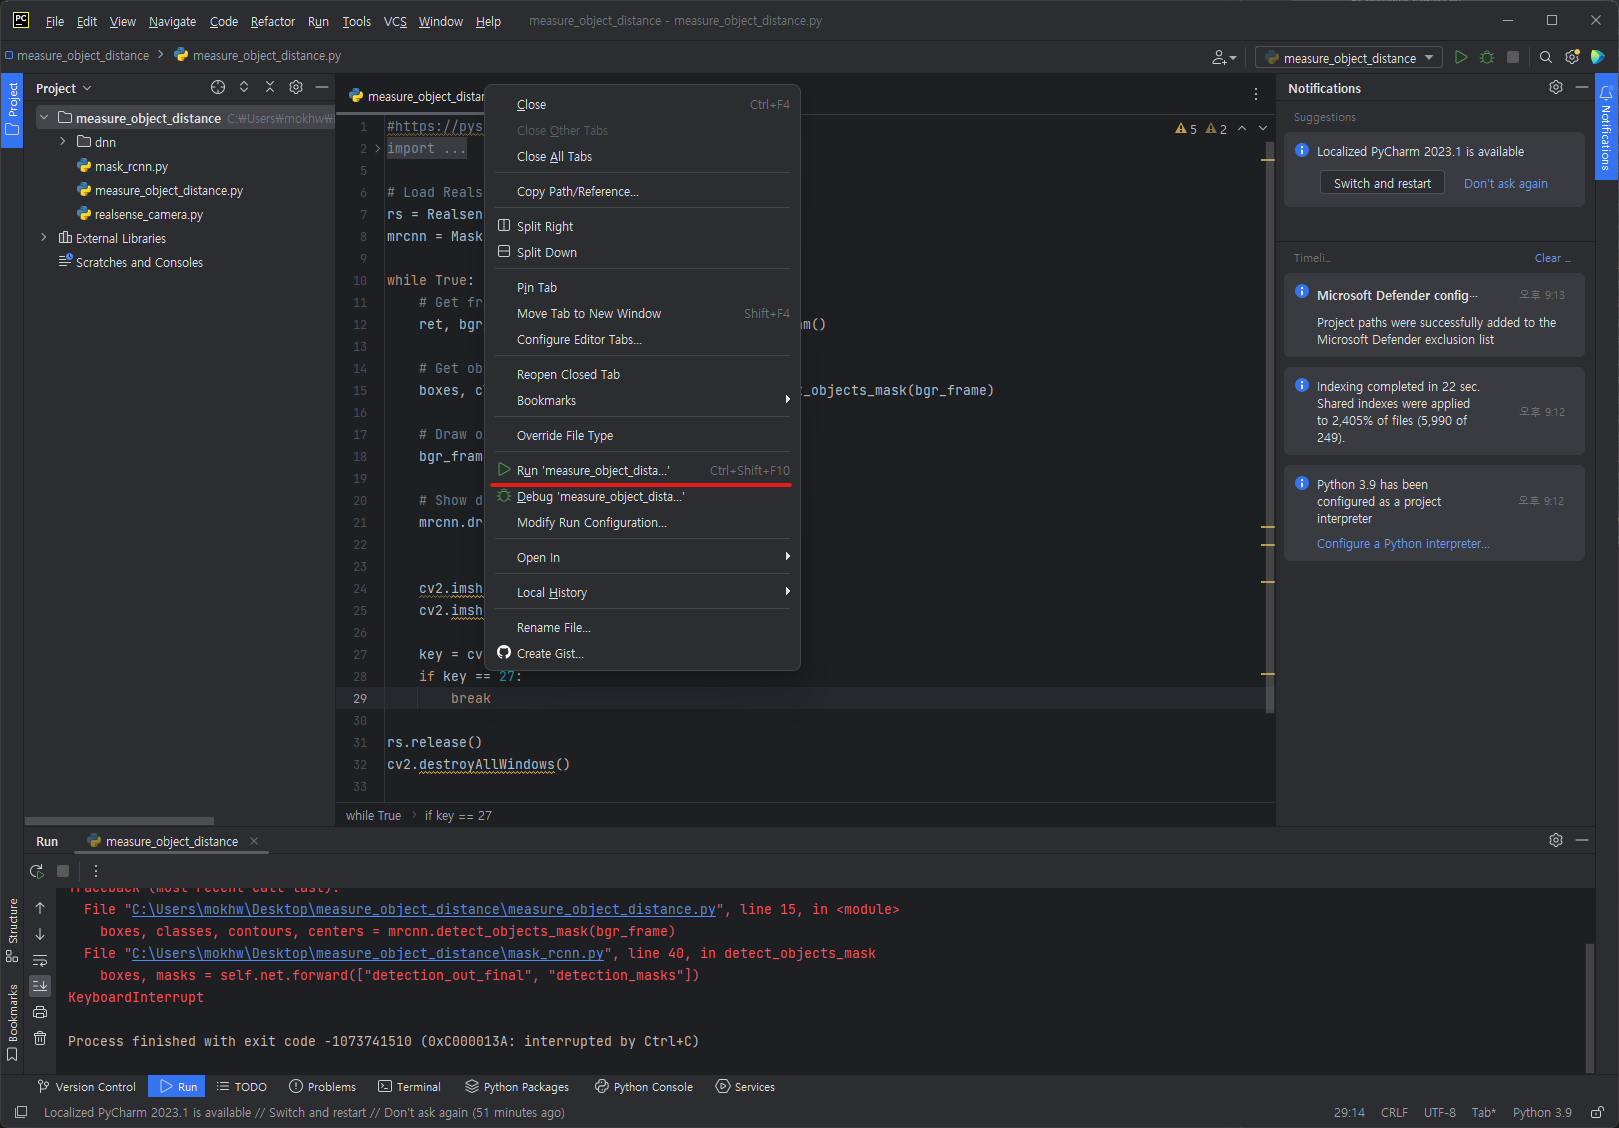 PC File Edit View Navigate Code Refactor Run Tools VCS Window Help measure_object_distance - measure_object_distance.py
measure_object_distance measure_object_distance.py
measure_object_distance
Project
Project
measure_object_distance C:₩Users₩mokhw₩
dnn
mask_rcnn.py
measure_object_distance.py
realsense_camera.py
External Libraries
Scratches and Consoles
measure_object_distan
1 #https://pys
2 import ...
5
6 # Load Reals
7 rs = Realsen
8 mrcnn = Mask
9
10 while True:
11 # Get fr
12 ret, bgr m()
13
14 # Get ob
15 boxes, c t_objects_mask(bgr_frame)
16
17 # Draw o
18 bgr_fram
19
20 # Show d
21 mrcnn.dr
22
23
24 cv2.imsh
25 cv2.imsh
26
27 key = cv
28 if key == 27:
29 break
30
31 rs.release()
32 cv2.destroyAllWindows()
33
5 2
while True if key == 27
Close Ctrl+F4
Close Other Tabs
Close All Tabs
Copy Path/Reference...
Split Right
Split Down
Pin Tab
Move Tab to New Window Shift+F4
Configure Editor Tabs...
Reopen Closed Tab
Bookmarks
Override File Type
Run 'measure_object_dista...' Ctrl+Shift+F10
Debug 'measure_object_dista...'
Modify Run Configuration...
Open In
Local History
Rename File...
Create Gist...
Notifications
Suggestions
Localized PyCharm 2023.1 is available
Switch and restart Don't ask again
Timeli... Clear ...
Microsoft Defender config... 오후 9:13
Project paths were successfully added to the
Microsoft Defender exclusion list
Indexing completed in 22 sec.
Shared indexes were applied
to 2,405% of files (5,990 of
249).
오후 9:12
Python 3.9 has been
configured as a project
interpreter
오후 9:12
Configure a Python interpreter...
Notifications
Run measure_object_distance
Traceback (most recent call last):
File "C:\Users\mokhw\Desktop\measure_object_distance\measure_object_distance.py", line 15, in <module>
boxes, classes, contours, centers = mrcnn.detect_objects_mask(bgr_frame)
File "C:\Users\mokhw\Desktop\measure_object_distance\mask_rcnn.py", line 40, in detect_objects_mask
boxes, masks = self.net.forward(["detection_out_final", "detection_masks"])
KeyboardInterrupt
Process finished with exit code -1073741510 (0xC000013A: interrupted by Ctrl+C)
Structure
Bookmarks
Version Control Run TODO Problems Terminal Python Packages Python Console Services
Localized PyCharm 2023.1 is available // Switch and restart // Don't ask again (51 minutes ago) 29:14 CRLF UTF-8 Tab* Python 3.9